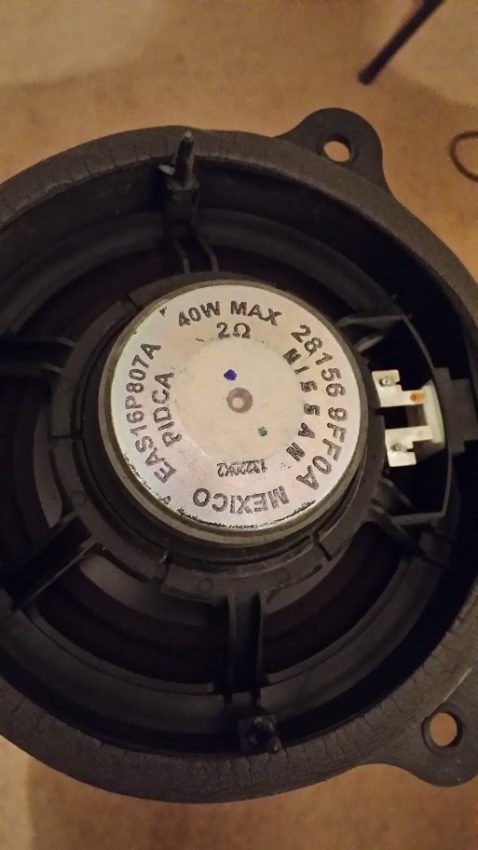 40W MAX
2Ω
28156 9FF0A
NISSAN
EAS16P807A
PIDCA
MEXICO